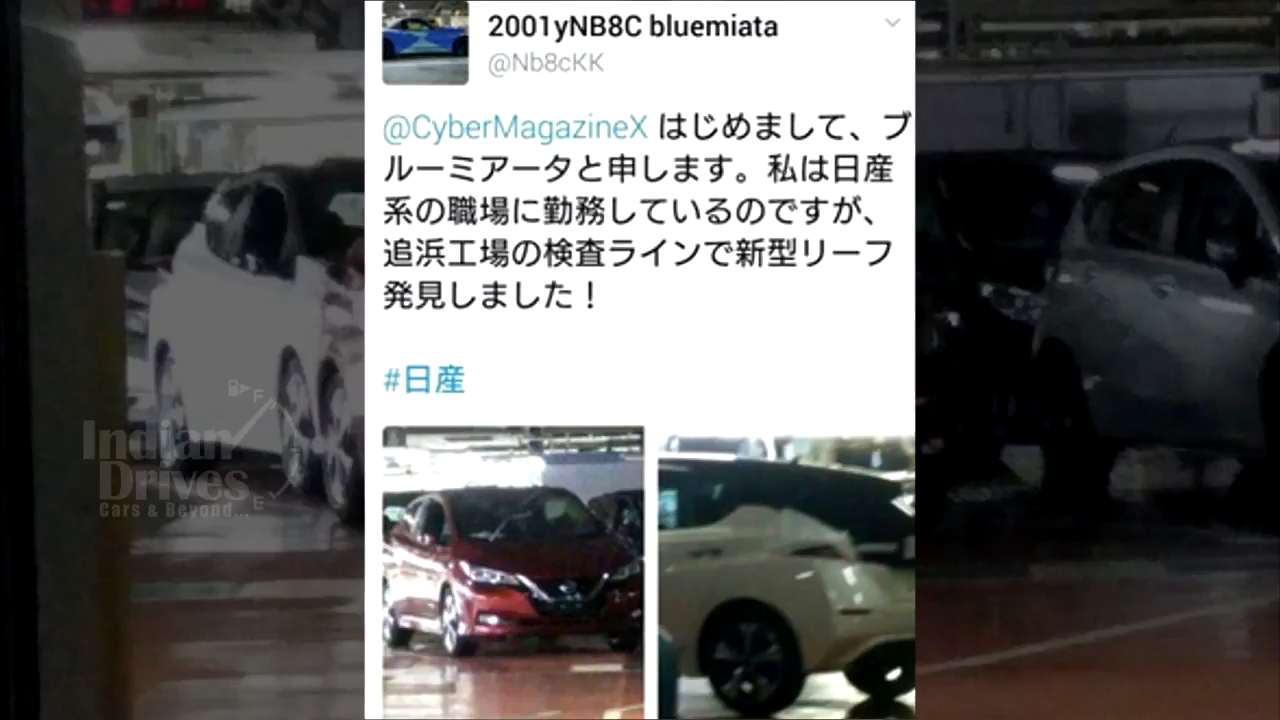 2001yNB8C bluemiata
@Nb8cKK
@CyberMagazineX はじめまして、ブ
ルーミアータと申します。私は日産
系の職場に勤務しているのですが、
追浜工場の検査ラインで新型リーフ
発見しました！
#日産
Indian
Drives
Cars & Beyond...
F
E